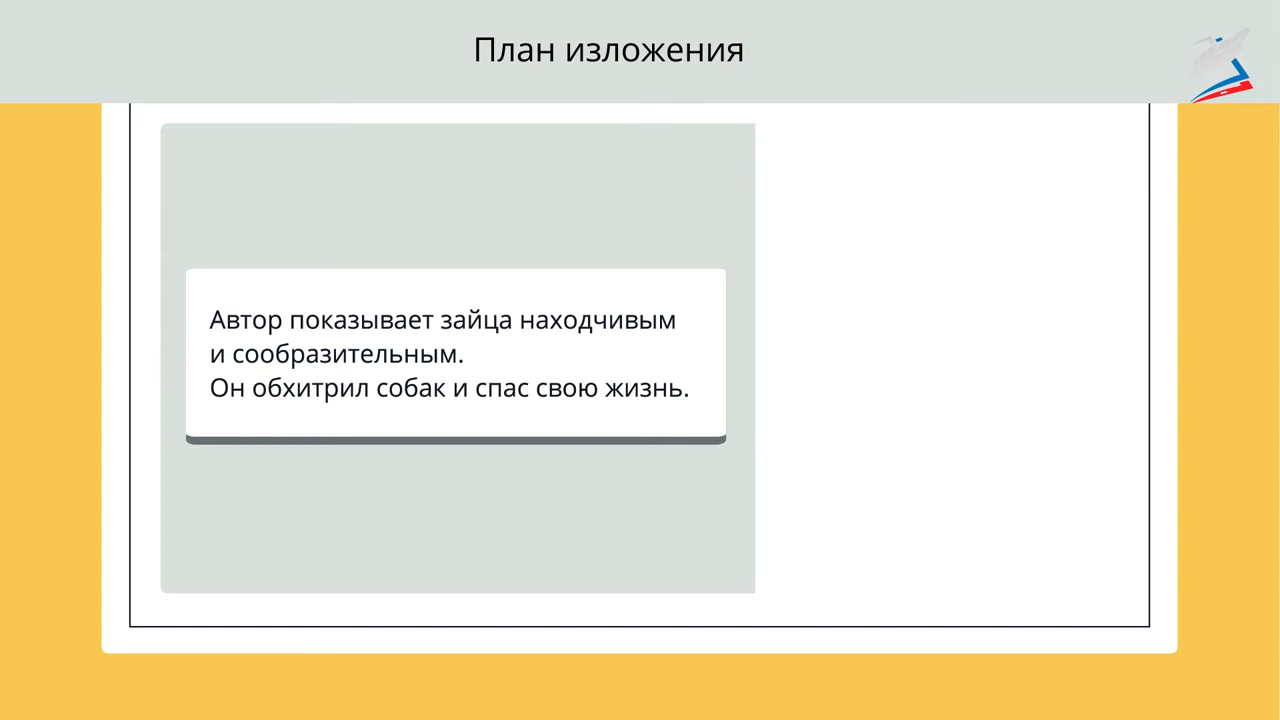 План изложения
Автор показывает зайца находчивым
и сообразительным.
Он обхитрил собак и спас свою жизнь.